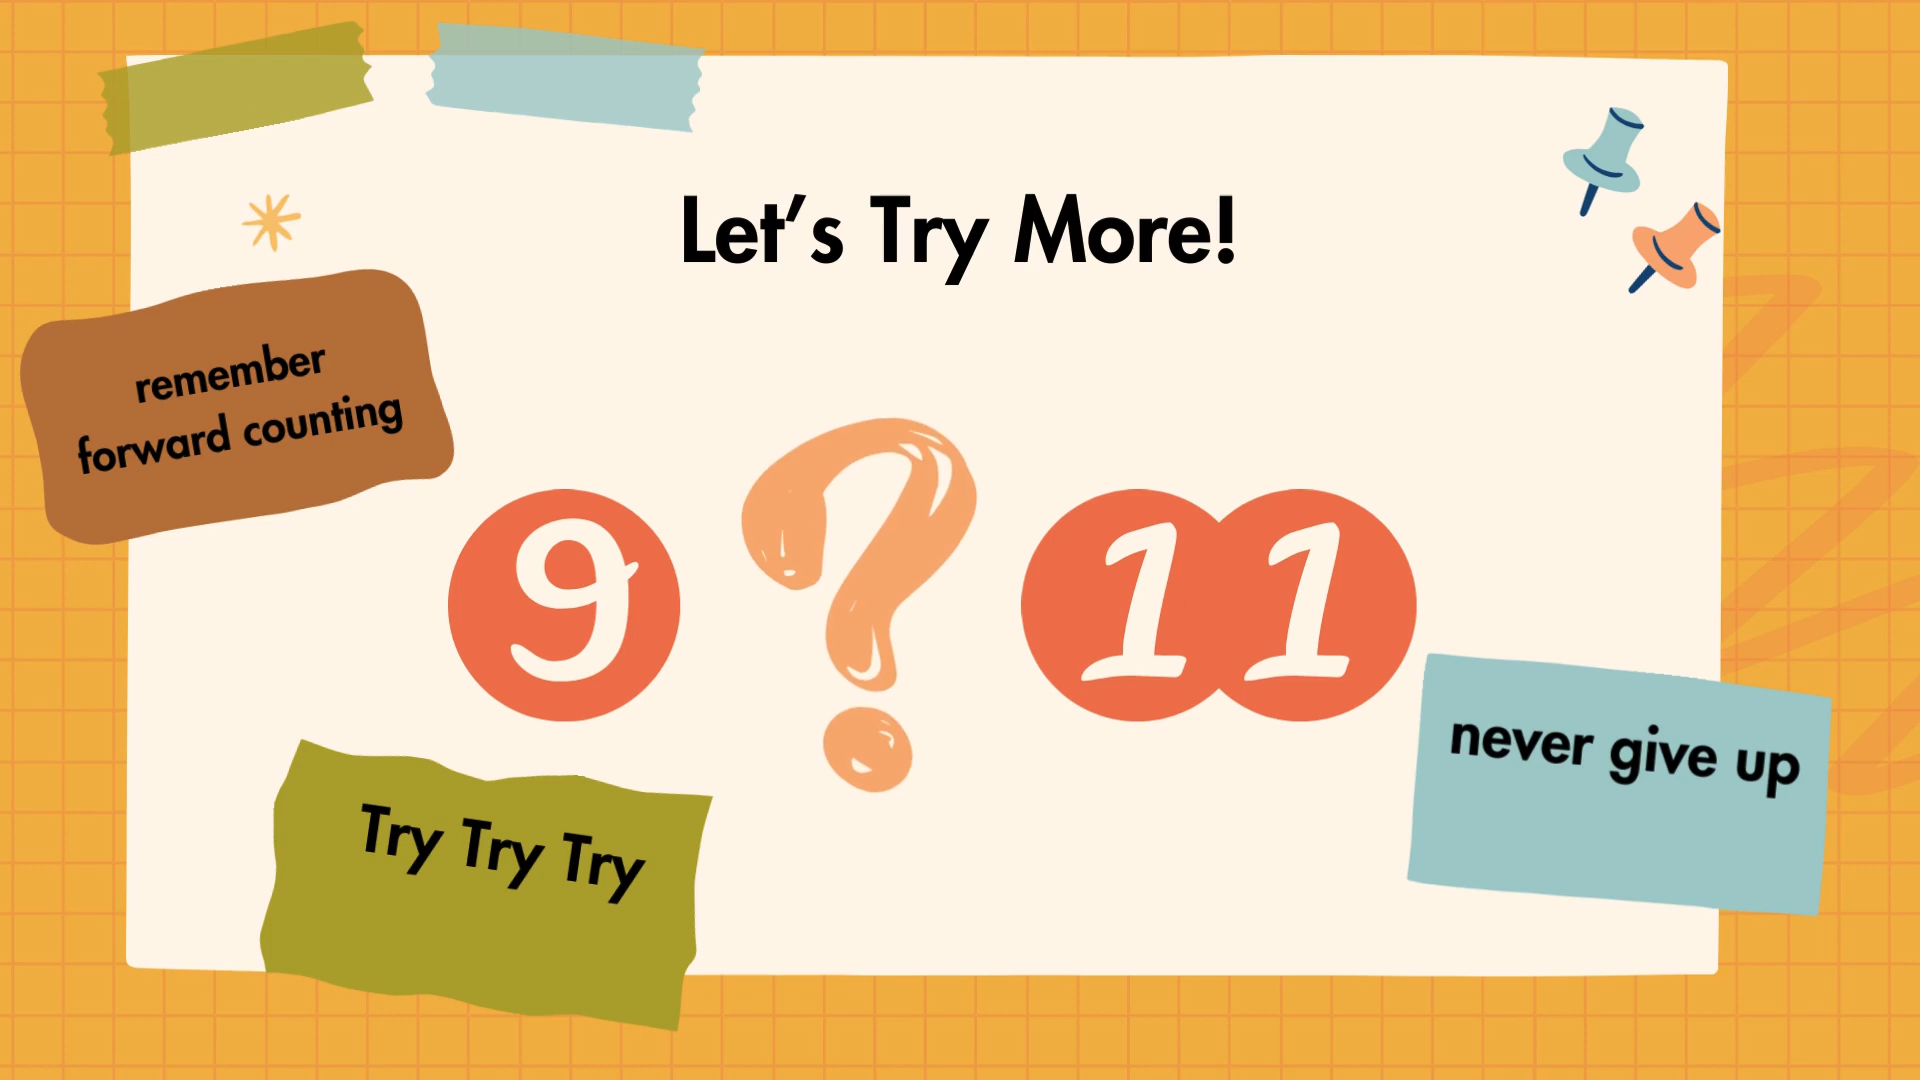 Let’s Try More!
remember
forward counting
9 ? 11
never give up
Try Try Try